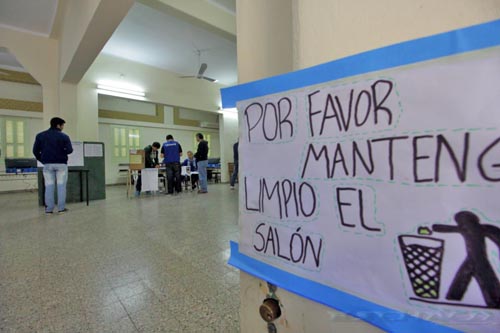 POR FAVOR
MANTENG
LIMPIO EL
SALÓN